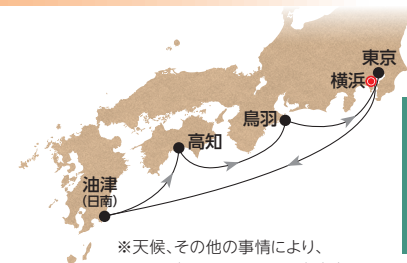 東京
横浜
鳥羽
高知
油津
(日南)
※天候、その他の事情により、